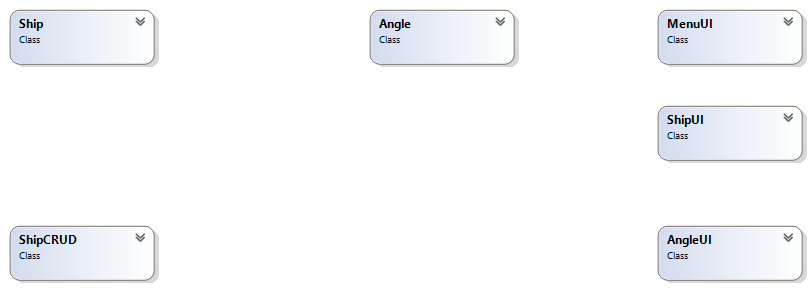 Ship
Class
Angle
Class
MenuUI
Class
ShipUI
Class
ShipCRUD
Class
AngleUI
Class